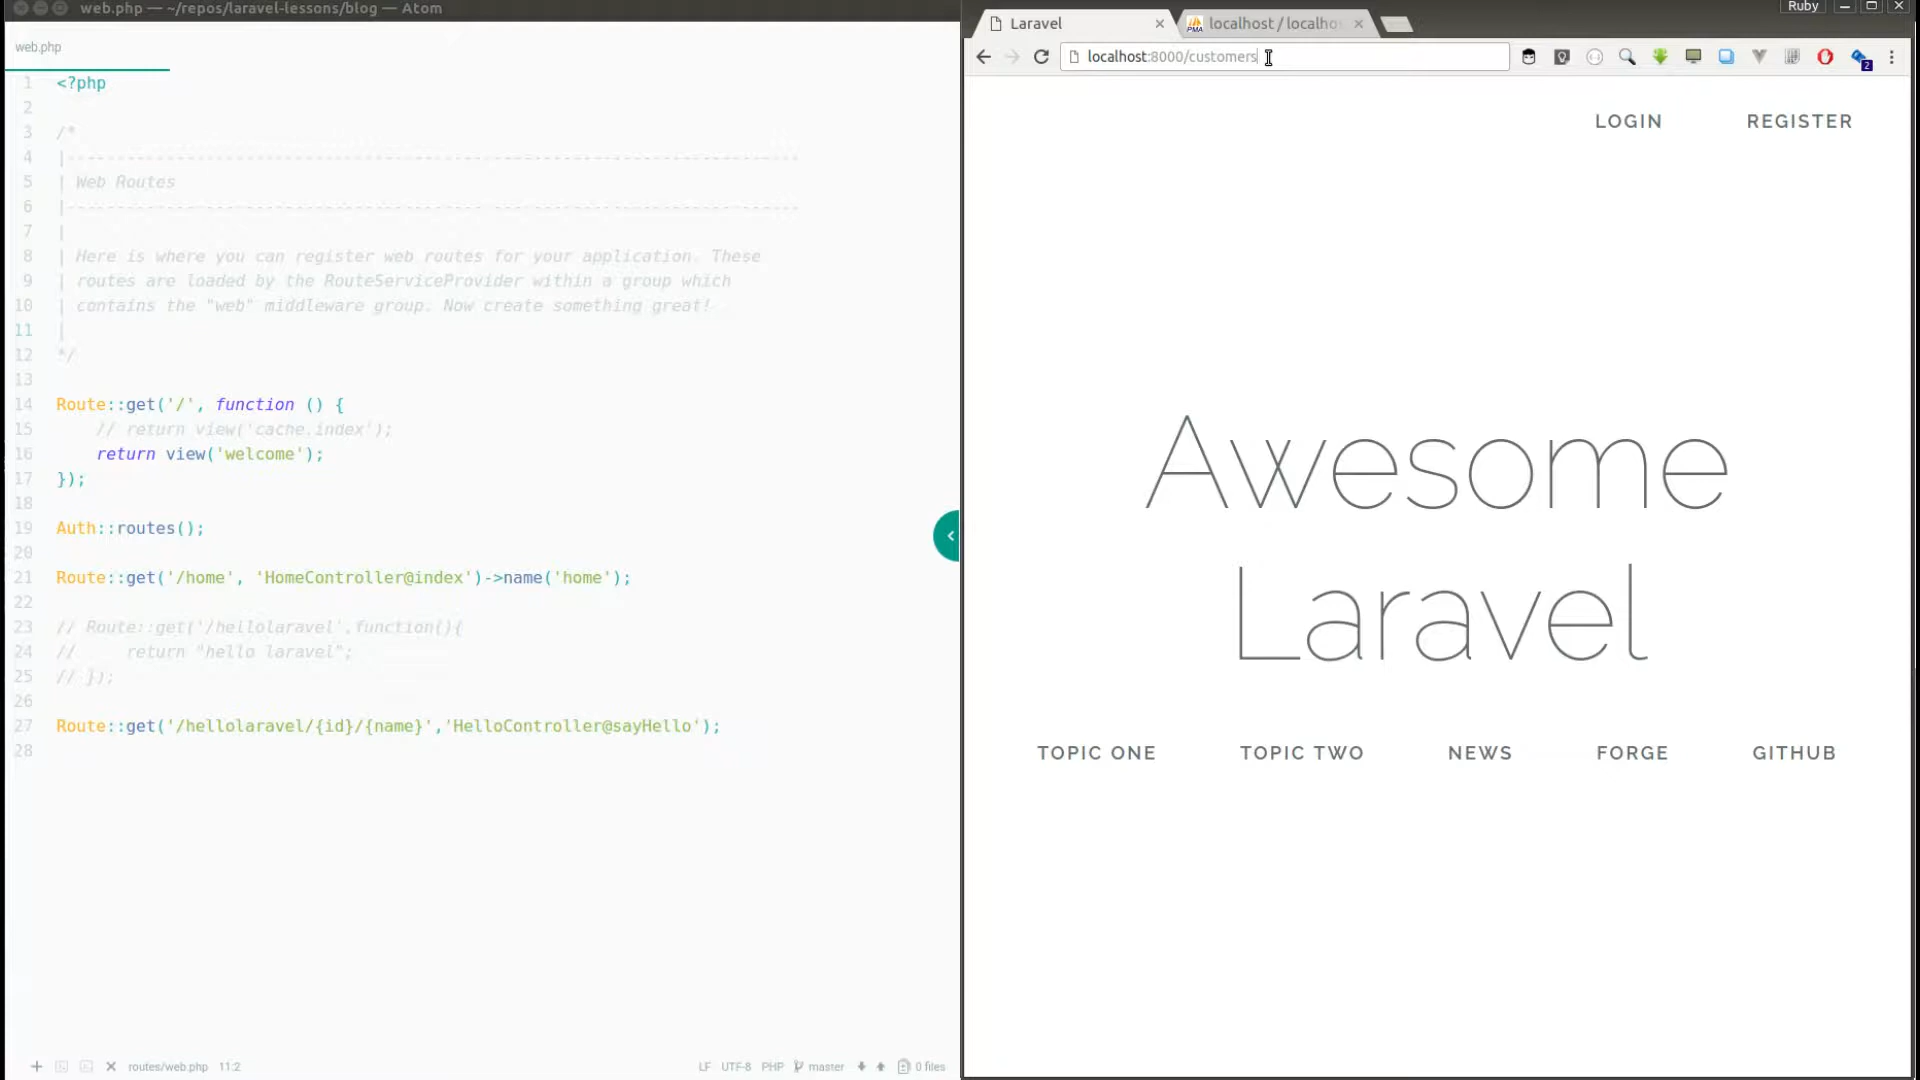 web.php — ~/repos/laravel-lessons/blog — Atom
web.php
1 <?php
2
3 /*
4 |--------------------------------------------------------------------------
5 | Web Routes
6 |--------------------------------------------------------------------------
7 |
8 | Here is where you can register web routes for your application. These
9 | routes are loaded by the RouteServiceProvider within a group which
10 | contains the "web" middleware group. Now create something great!
11 |
12 */
13
14 Route::get('/', function () {
15     // return view('cache.index');
16     return view('welcome');
17 });
18
19 Auth::routes();
20
21 Route::get('/home', 'HomeController@index')->name('home');
22
23 // Route::get('/hellolaravel',function(){
24 //     return "hello laravel";
25 // });
26
27 Route::get('/hellolaravel/{id}/{name}','HelloController@sayHello');
28
routes/web.php 11:2
LF UTF-8 PHP master 0 files
Ruby
Laravel
localhost / localho
localhost:8000/customers
2
LOGIN REGISTER
Awesome
Laravel
TOPIC ONE TOPIC TWO NEWS FORGE GITHUB